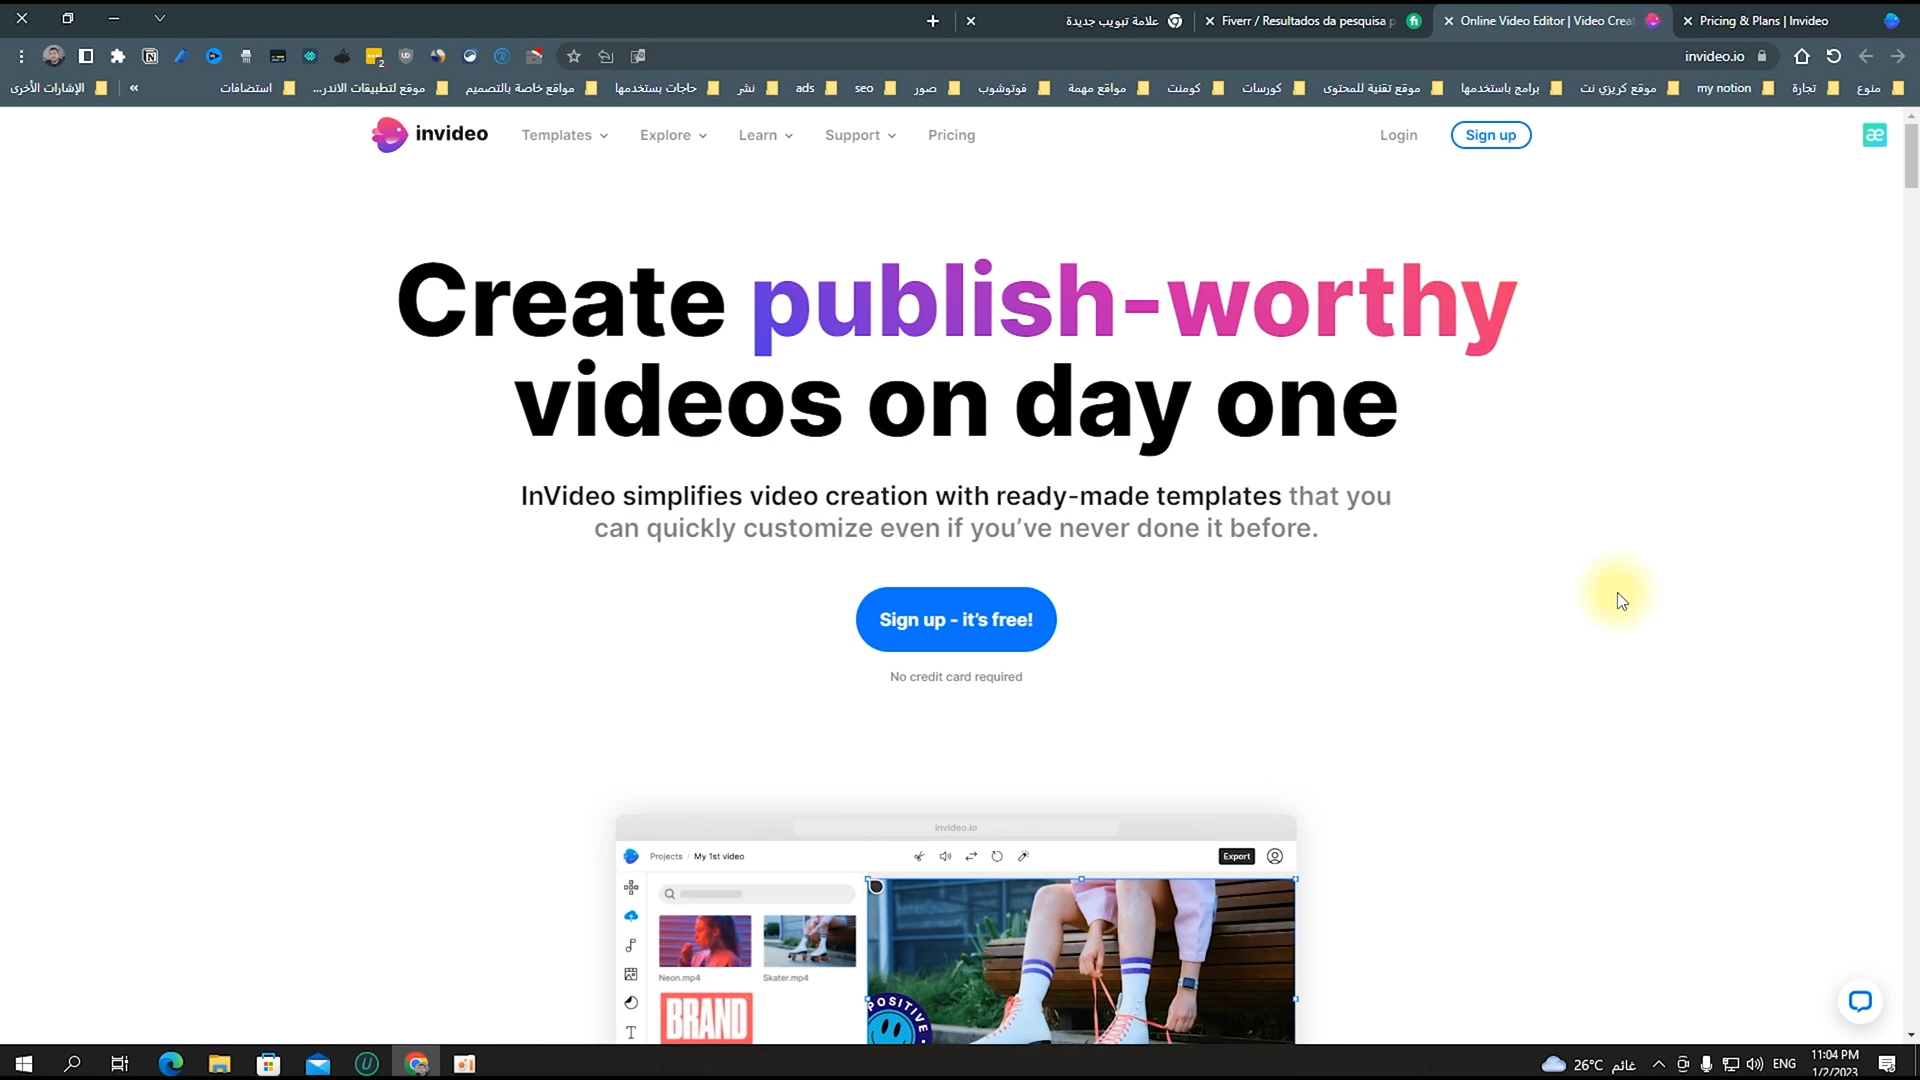 علامة تبويب جديدة
Fiverr / Resultados da pesquisa p
Online Video Editor | Video Crea
Pricing & Plans | Invideo
invideo.io
2
الإشارات الأخرى
«
استضافات
موقع لتطبيقات الاندر...
مواقع خاصة بالتصميم
حاجات بستخدمها
نشر
ads
seo
صور
فوتوشوب
مواقع مهمة
كومنت
كورسات
موقع تقنية للمحتوى
برامج باستخدمها
موقع كريزي نت
my notion
تجارة
منوع
invideo
Templates
Explore
Learn
Support
Pricing
Login
Sign up
æ
Create publish-worthy
videos on day one
InVideo simplifies video creation with ready-made templates that you
can quickly customize even if you've never done it before.
Sign up - it's free!
No credit card required
invideo.io
Projects / My 1st video
Export
Neon.mp4
Skater.mp4
BRAND
POSITIVE
T
26°C غائم
ENG
11:04 PM
1/2/2023